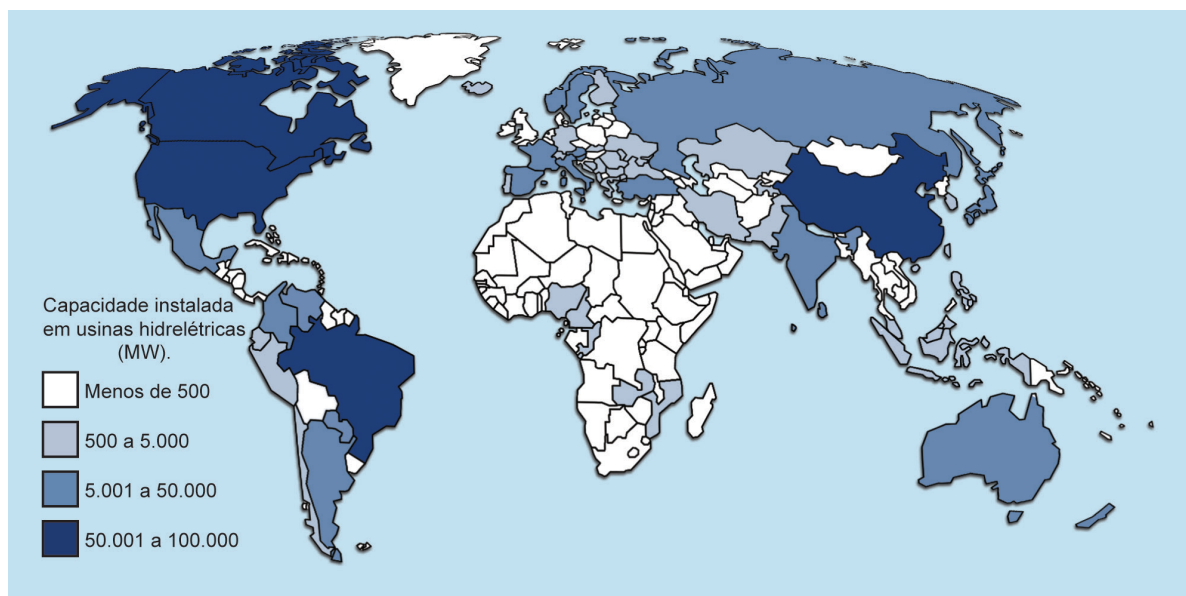 Capacidade instalada
em usinas hidrelétricas
(MW).
Menos de 500
500 a 5.000
5.001 a 50.000
50.001 a 100.000